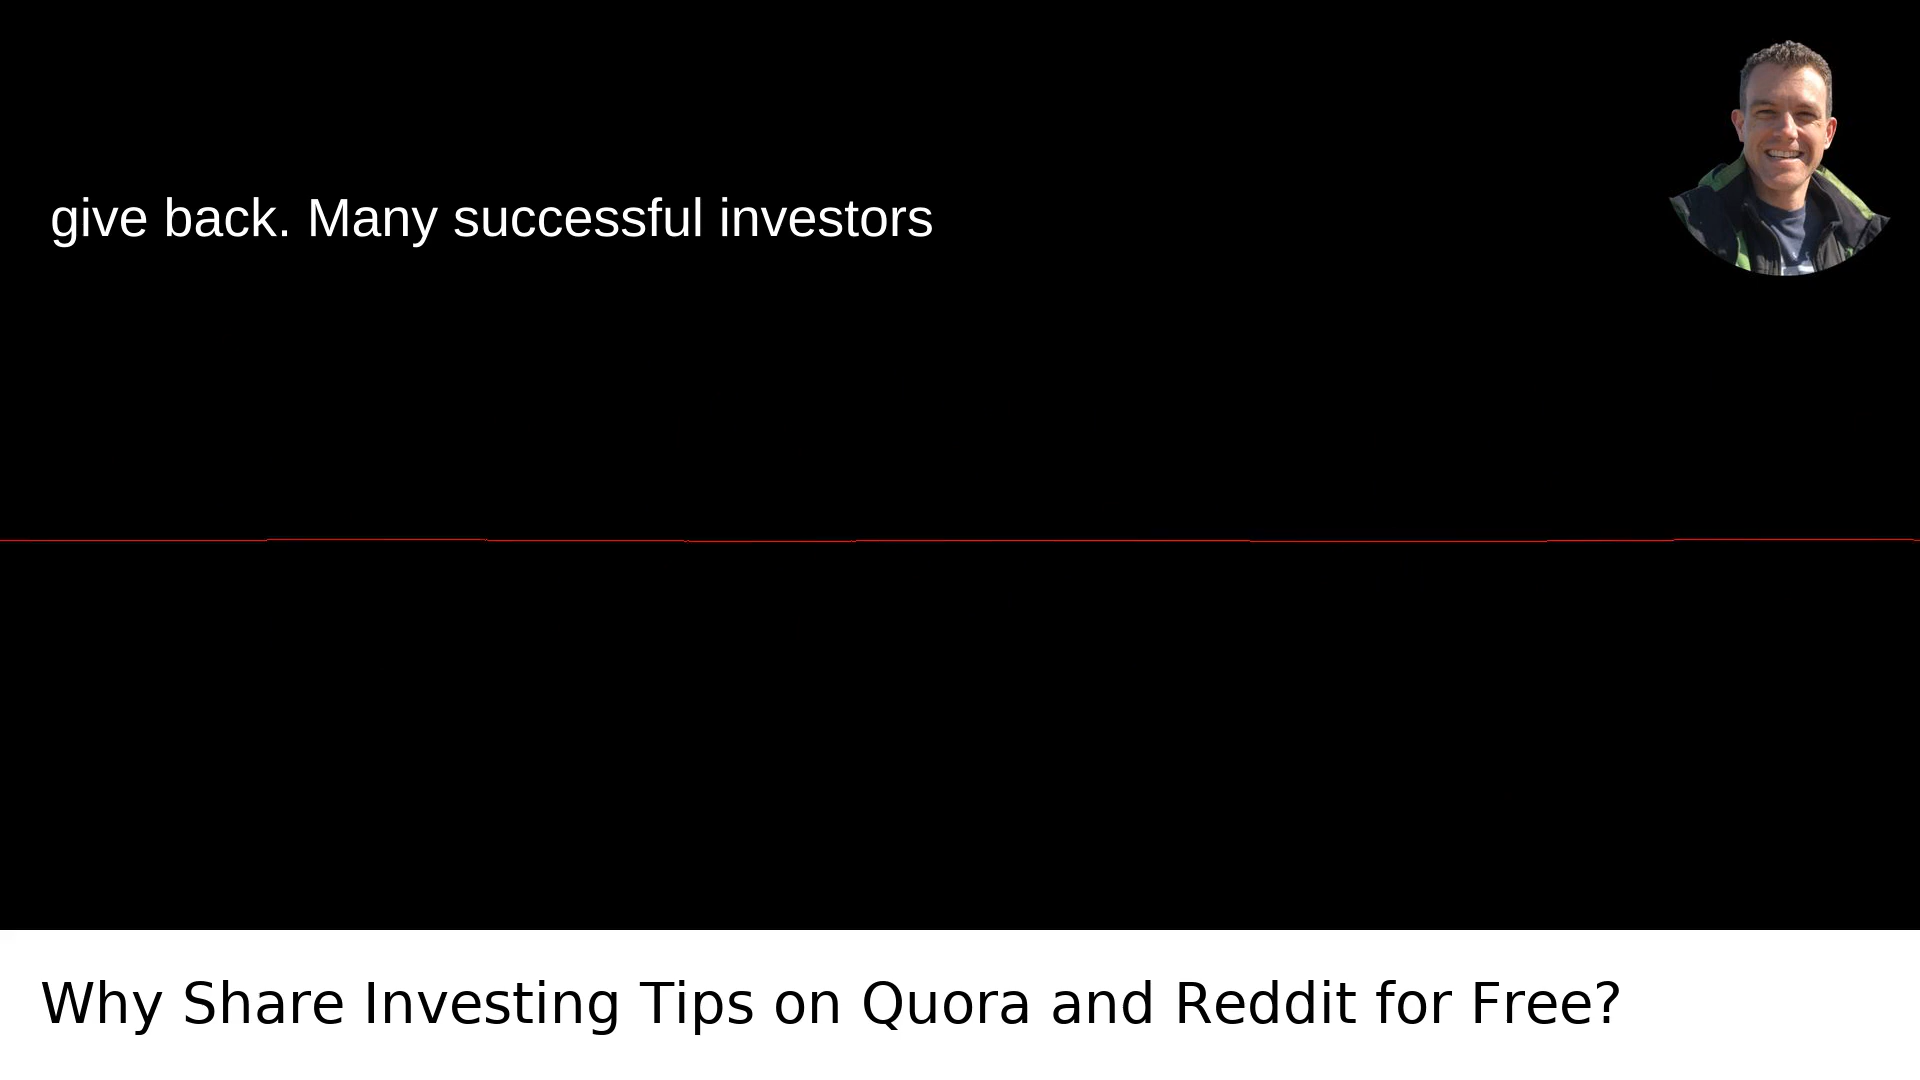 give back. Many successful investors
Why Share Investing Tips on Quora and Reddit for Free?